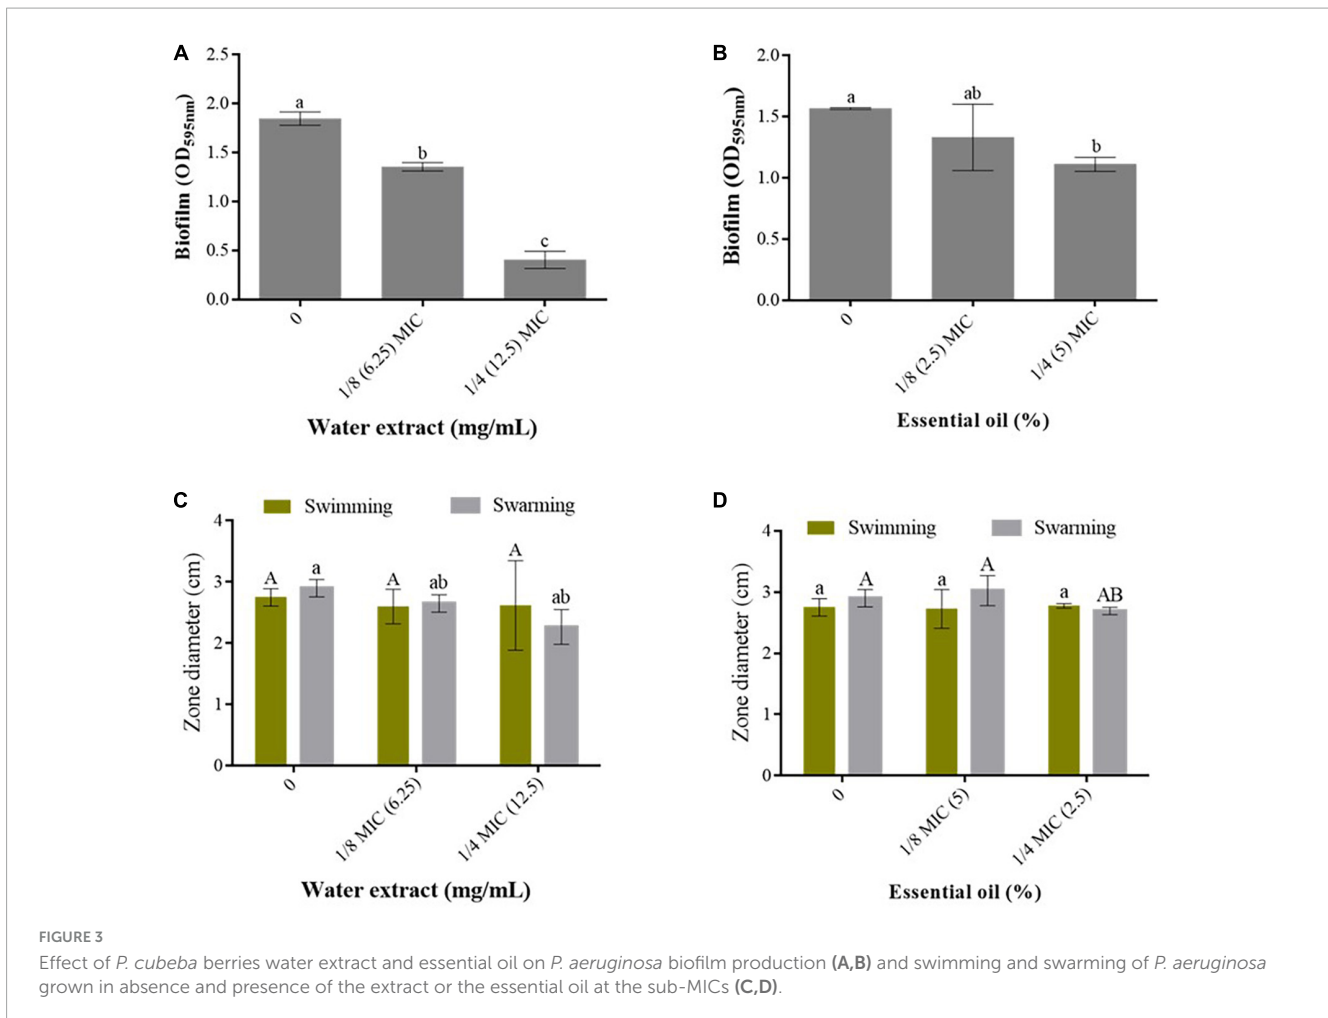 A
2.5
2.0
1.5
1.0
0.5
0.0
Biofilm (OD595nm)
a
b
c
0
1/8 (6.25) MIC
1/4 (12.5) MIC
Water extract (mg/mL)
B
2.0
1.5
1.0
0.5
0.0
Biofilm (OD595nm)
a
ab
b
0
1/8 (2.5) MIC
1/4 (5) MIC
Essential oil (%)
C
Swimming
Swarming
4
3
2
1
0
Zone diameter (cm)
A
a
A
ab
A
ab
0
1/8 MIC (6.25)
1/4 MIC (12.5)
Water extract (mg/mL)
D
Swimming
Swarming
4
3
2
1
0
Zone diameter (cm)
a
A
a
A
a
AB
0
1/8 MIC (5)
1/4 MIC (2.5)
Essential oil (%)
FIGURE 3
Effect of P. cubeba berries water extract and essential oil on P. aeruginosa biofilm production (A,B) and swimming and swarming of P. aeruginosa
grown in absence and presence of the extract or the essential oil at the sub-MICs (C,D).